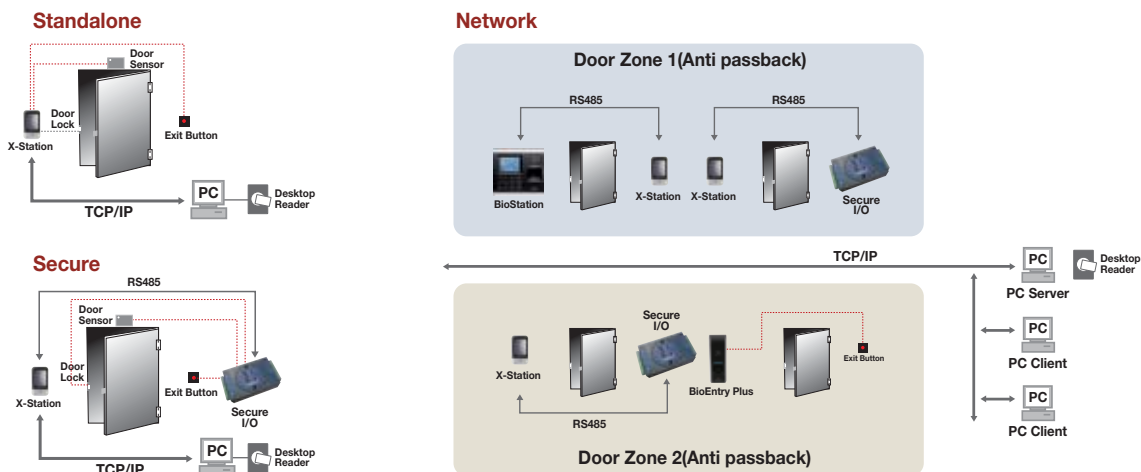 Standalone
Door
Sensor
Door
Lock
X-Station
Exit Button
PC
Desktop
Reader
TCP/IP
Secure
RS485
Door
Sensor
Door
Lock
X-Station
Exit Button
Secure
I/O
PC
Desktop
Reader
TCP/IP
Network
Door Zone 1(Anti passback)
RS485
RS485
BioStation
X-Station
X-Station
Secure
I/O
TCP/IP
PC
Desktop
Reader
PC Server
PC
PC Client
PC
PC Client
Secure
I/O
X-Station
BioEntry Plus
Exit Button
RS485
Door Zone 2(Anti passback)